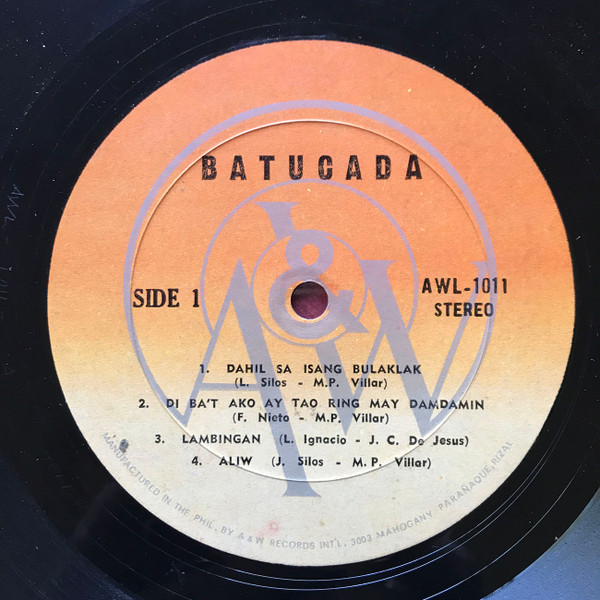 BATUCADA
A&W
SIDE 1
AWL-1011
STEREO
1. DAHIL SA ISANG BULAKLAK
(L. Silos - M.P. Villar)
2. DI BA'T AKO AY TAO RING MAY DAMDAMIN
(F. Nieto - M.P. Villar)
3. LAMBINGAN (L. Ignacio - J. C. De Jesus)
4. ALIW (J. Silos - M.P. Villar)
MANUFACTURED IN THE PHIL. BY A & W RECORDS INT'L. 3003 MAHOGANY PARAÑAQUE, RIZAL